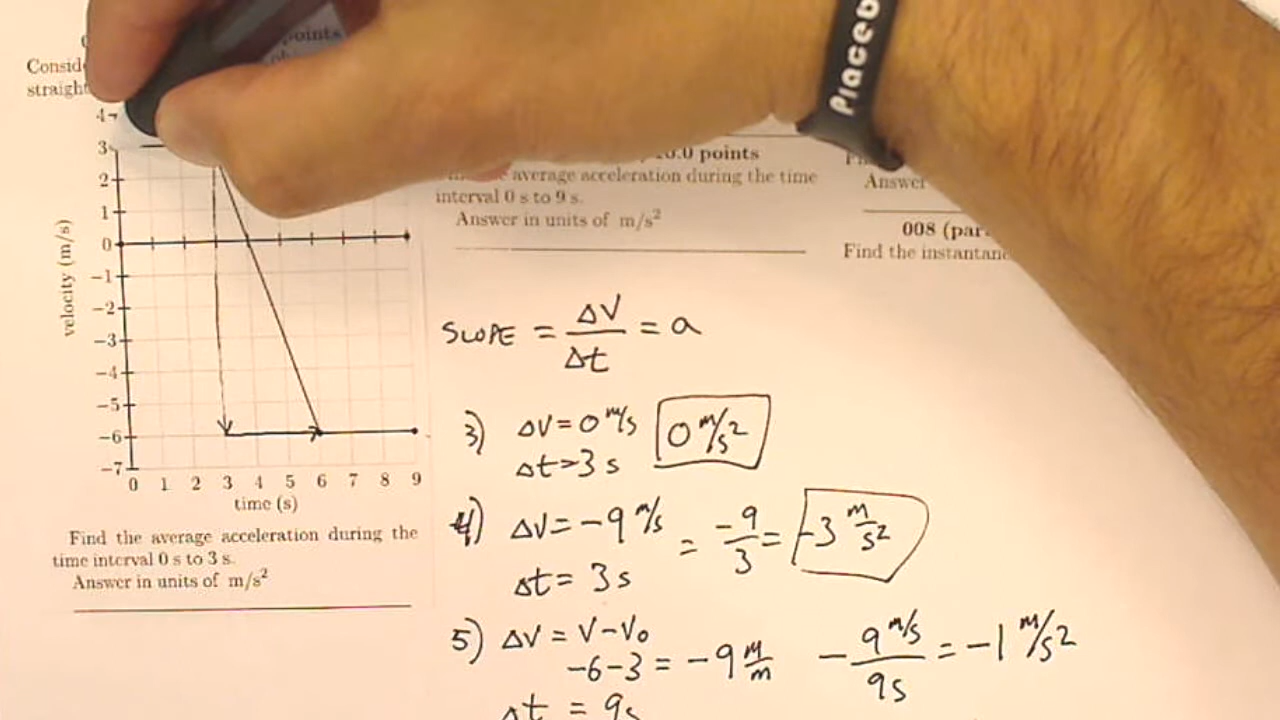 points
Consid
straight
4
3
2
1
0
−1
−2
−3
−4
−5
−6
−7
velocity (m/s)
0 1 2 3 4 5 6 7 8 9
time (s)
Find the average acceleration during the
time interval 0 s to 3 s.
Answer in units of m/s²
0.0 points
average acceleration during the time
interval 0 s to 9 s.
Answer in units of m/s²
Answer
008 (par
Find the instantane
Placeb
SLOPE = ΔV/Δt = a
3) ΔV = 0 m/s 0 m/s²
Δt = 3 s
4) ΔV = −9 m/s = −9/3 = −3 m/s²
Δt = 3 s
5) ΔV = V − V₀
−6 − 3 = −9 m/m − 9 m/s / 9s = −1 m/s²
Δt = 9s